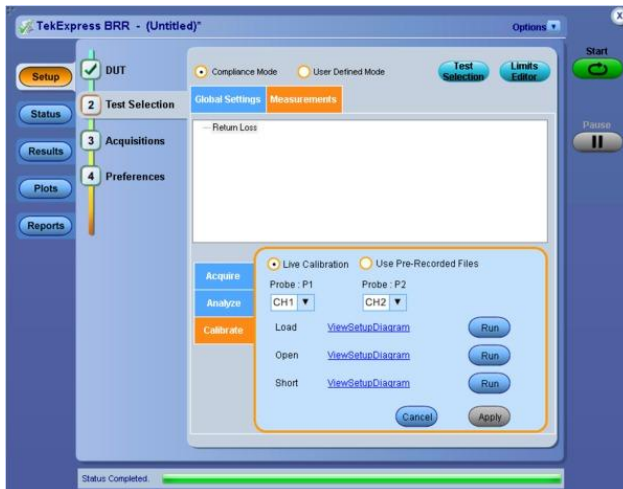 TekExpress BRR - (Untitled)*
Options
x
Start
Setup
Status
Results
Plots
Reports
DUT
2 Test Selection
3 Acquisitions
4 Preferences
Compliance Mode
User Defined Mode
Test Selection
Limits Editor
Pause
Global Settings
Measurements
Return Loss
Acquire
Analyze
Calibrate
Live Calibration
Use Pre-Recorded Files
Probe : P1
Probe : P2
CH1
CH2
Load ViewSetupDiagram Run
Open ViewSetupDiagram Run
Short ViewSetupDiagram Run
Cancel
Apply
Status Completed.